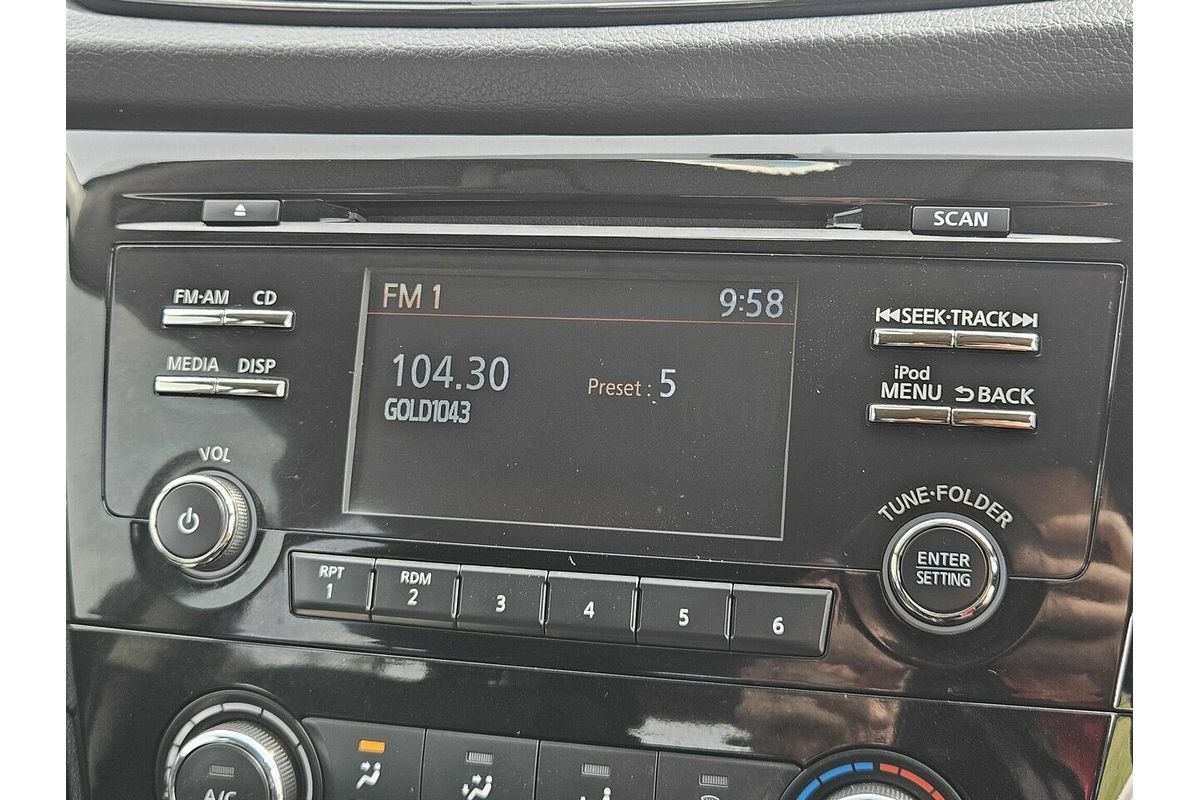 SCAN
FM·AM CD
FM 1 9:58
SEEK·TRACK
MEDIA DISP
104.30
Preset : 5
GOLD1043
iPod
MENU BACK
VOL
TUNE·FOLDER
ENTER
SETTING
RPT
1
RDM
2
3
4
5
6
A/C